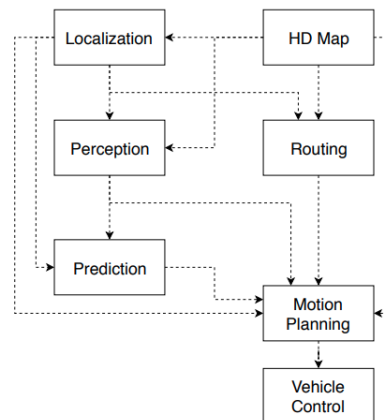 Localization
HD Map
Perception
Routing
Prediction
Motion
Planning
Vehicle
Control